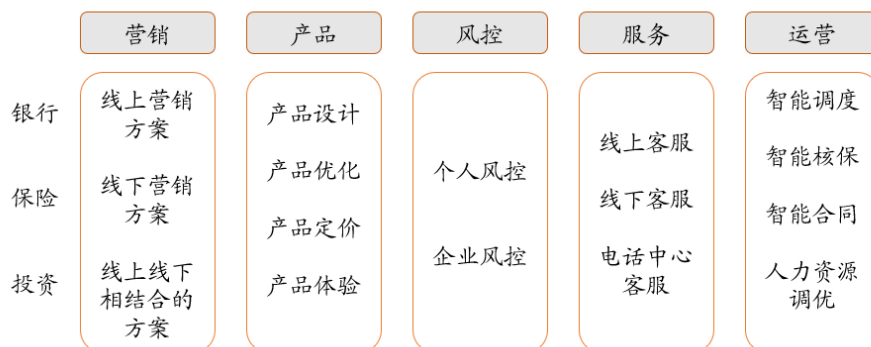 营销
产品
风控
服务
运营
银行
保险
投资
线上营销
方案
线下营销
方案
线上线下
相结合的
方案
产品设计
产品优化
产品定价
产品体验
个人风控
企业风控
线上客服
线下客服
电话中心
客服
智能调度
智能核保
智能合同
人力资源
调优